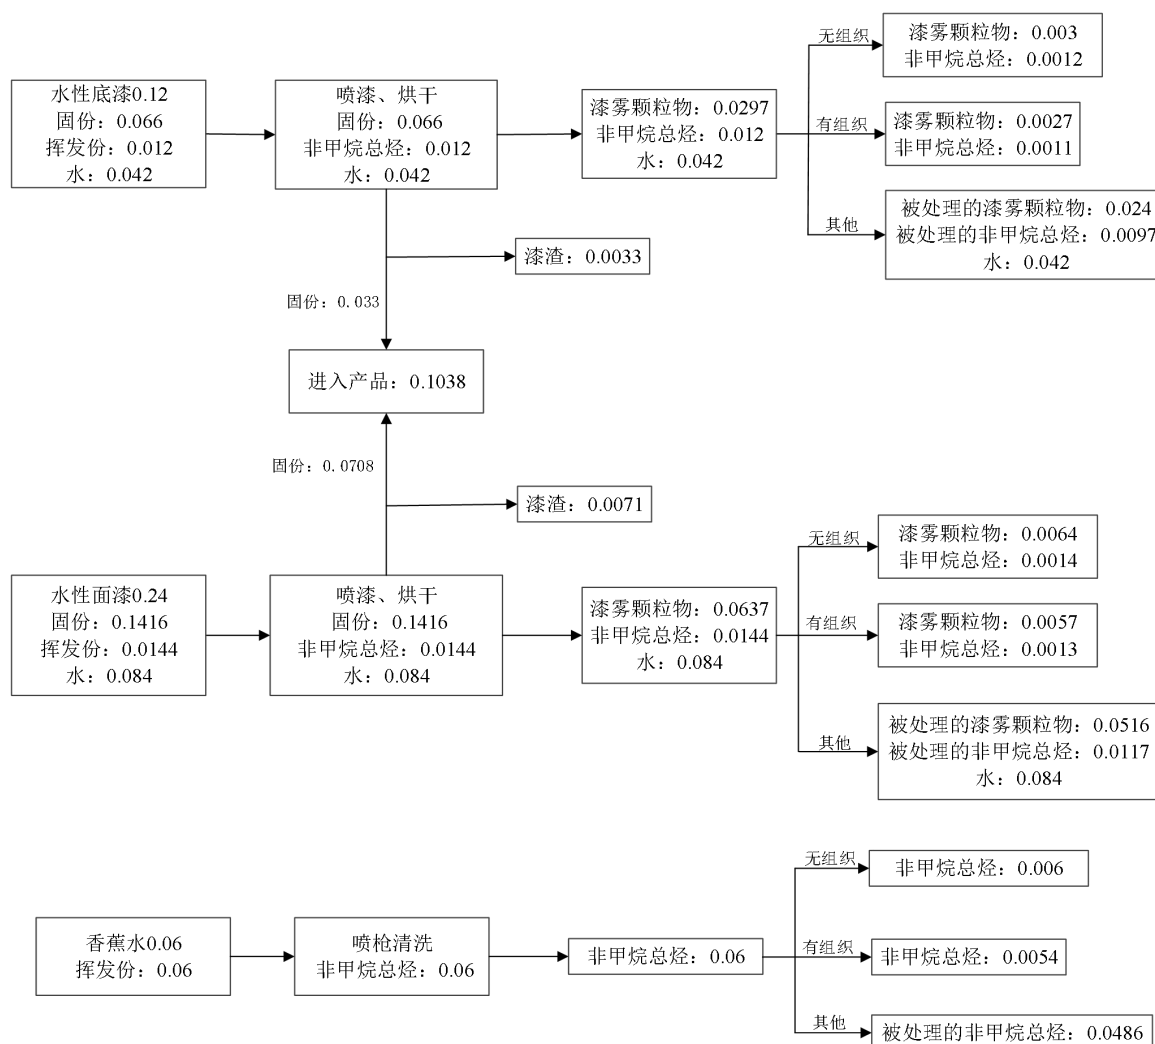 水性底漆0.12
固份：0.066
挥发份：0.012
水：0.042
喷漆、烘干
固份：0.066
非甲烷总烃：0.012
水：0.042
漆雾颗粒物：0.0297
非甲烷总烃：0.012
水：0.042
无组织
漆雾颗粒物：0.003
非甲烷总烃：0.0012
有组织
漆雾颗粒物：0.0027
非甲烷总烃：0.0011
其他
被处理的漆雾颗粒物：0.024
被处理的非甲烷总烃：0.0097
水：0.042
漆渣：0.0033
固份：0.033
进入产品：0.1038
固份：0.0708
漆渣：0.0071
水性面漆0.24
固份：0.1416
挥发份：0.0144
水：0.084
喷漆、烘干
固份：0.1416
非甲烷总烃：0.0144
水：0.084
漆雾颗粒物：0.0637
非甲烷总烃：0.0144
水：0.084
无组织
漆雾颗粒物：0.0064
非甲烷总烃：0.0014
有组织
漆雾颗粒物：0.0057
非甲烷总烃：0.0013
其他
被处理的漆雾颗粒物：0.0516
被处理的非甲烷总烃：0.0117
水：0.084
香蕉水0.06
挥发份：0.06
喷枪清洗
非甲烷总烃：0.06
非甲烷总烃：0.06
无组织
非甲烷总烃：0.006
有组织
非甲烷总烃：0.0054
其他
被处理的非甲烷总烃：0.0486